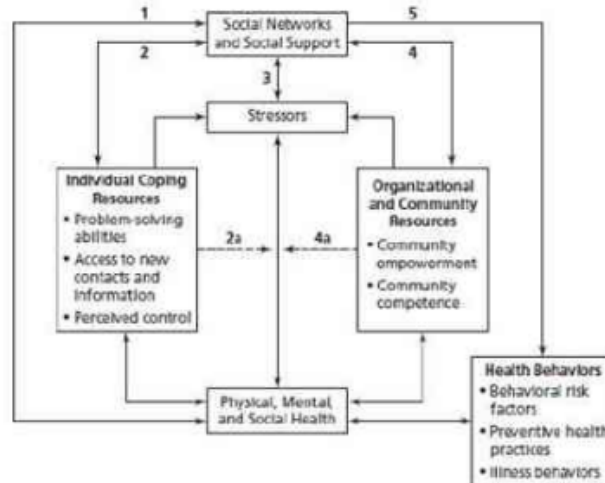 1
5
Social Networks
and Social Support
2
4
3
Stressors
Individual Coping
Resources
• Problem-solving
abilities
• Access to new
contacts and
information
• Perceived control
Organizational
and Community
Resources
• Community
empowerment
• Community
competence
2a
4a
Physical, Mental,
and Social Health
Health Behaviors
• Behavioral risk
factors
• Preventive health
practices
• Illness behaviors